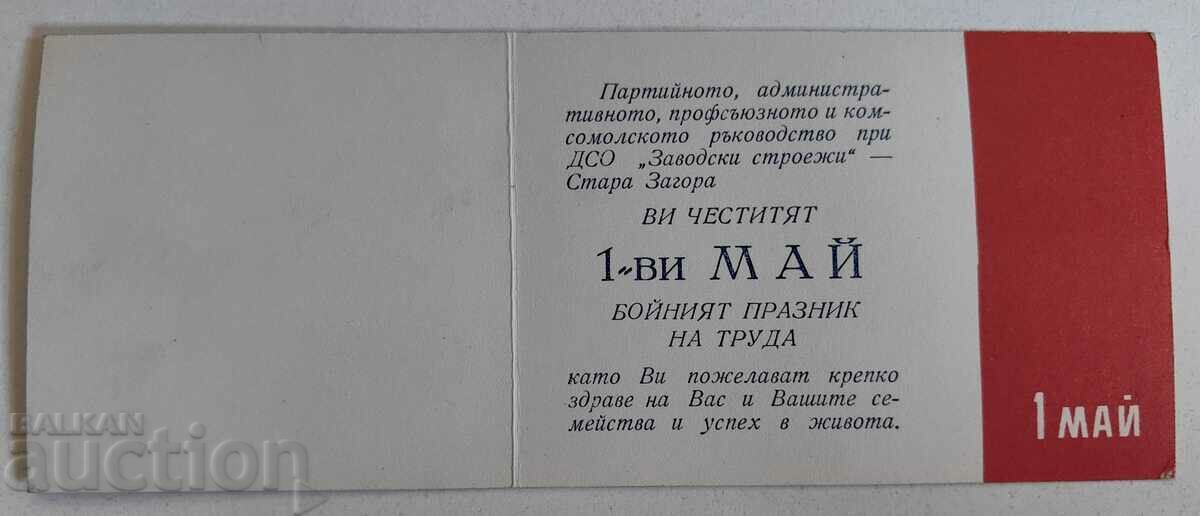 Партийното, администра-
тивното, профсъюзното и ком-
сомолското ръководство при
ДСО „Заводски строежи“ —
Стара Загора
ВИ ЧЕСТИТЯТ
1-ви МАЙ
БОЙНИЯТ ПРАЗНИК
НА ТРУДА
като Ви пожелават крепко
здраве на Вас и Вашите се-
мейства и успех в живота.
1 МАЙ
BALKAN
auction